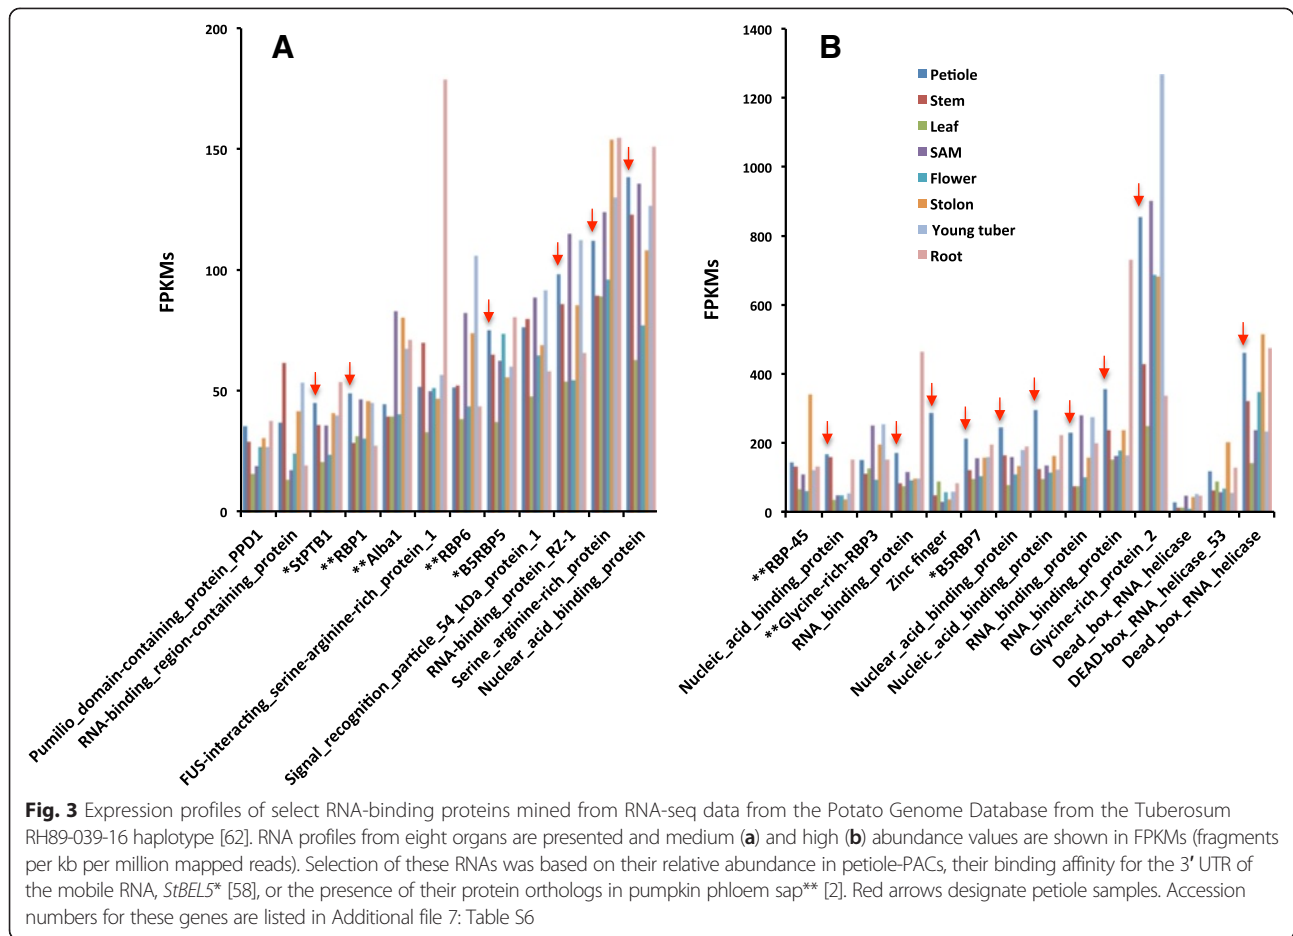 A
200
150
100
50
0
FPKMs
Pumilio_domain-containing_protein_PPD1
RNA-binding_region-containing_protein
*StPTB1
**RBP1
**Alba1
FUS-interacting_serine-arginine-rich_protein_1
**RBP6
*B5RBP5
Signal_recognition_particle_54_kDa_protein_1
RNA-binding_protein_RZ-1
Serine_arginine-rich_protein
Nuclear_acid_binding_protein
B
1400
1200
1000
800
600
400
200
0
FPKMs
Petiole
Stem
Leaf
SAM
Flower
Stolon
Young tuber
Root
**RBP-45
Nucleic_acid_binding_protein
**Glycine-rich-RBP3
RNA_binding_protein
Zinc finger
*B5RBP7
Nuclear_acid_binding_protein
Nucleic_acid_binding_protein
RNA_binding_protein
RNA_binding_protein
Glycine-rich_protein_2
Dead_box_RNA_helicase
DEAD-box_RNA_helicase_53
Dead_box_RNA_helicase
Fig. 3 Expression profiles of select RNA-binding proteins mined from RNA-seq data from the Potato Genome Database from the Tuberosum
RH89-039-16 haplotype [62]. RNA profiles from eight organs are presented and medium (a) and high (b) abundance values are shown in FPKMs (fragments
per kb per million mapped reads). Selection of these RNAs was based on their relative abundance in petiole-PACs, their binding affinity for the 3′ UTR of
the mobile RNA, StBEL5* [58], or the presence of their protein orthologs in pumpkin phloem sap** [2]. Red arrows designate petiole samples. Accession
numbers for these genes are listed in Additional file 7: Table S6